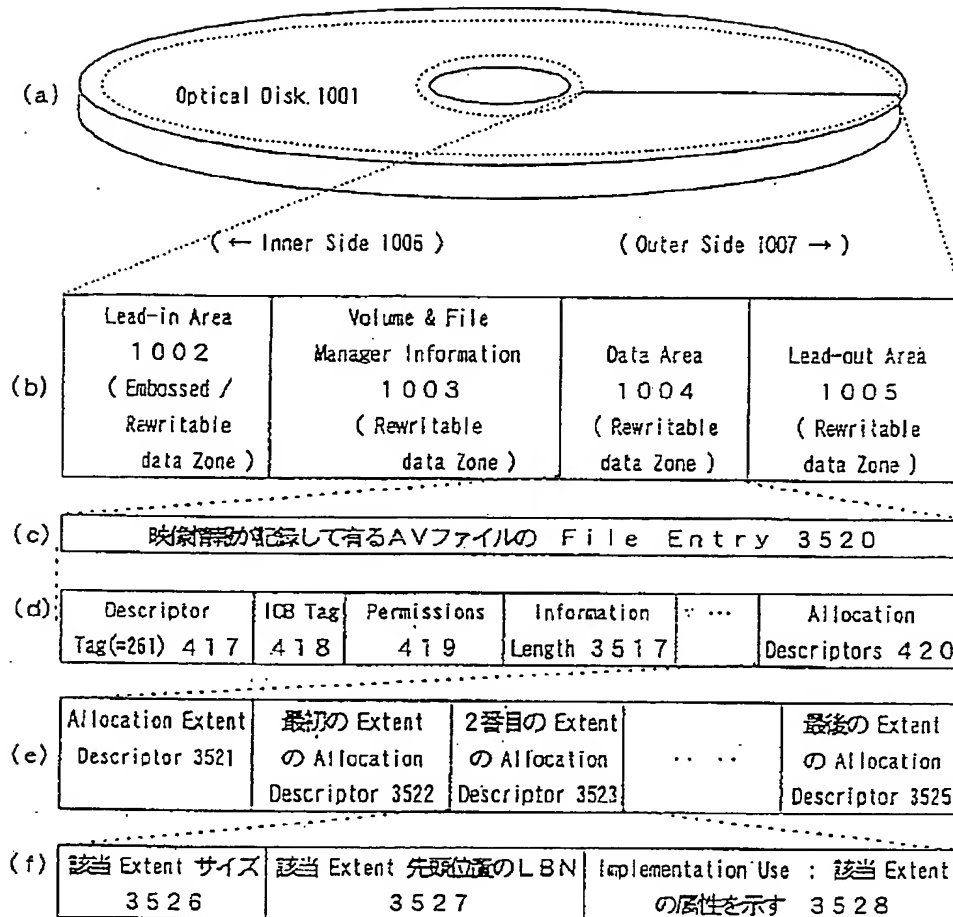 (a) Optical Disk 1001
( ← Inner Side 1006 ) ( Outer Side 1007 → )
(b)
Lead-in Area
1002
( Embossed /
Rewritable
data Zone )
Volume & File
Manager Information
1003
( Rewritable
data Zone )
Data Area
1004
( Rewritable
data Zone )
Lead-out Area
1005
( Rewritable
data Zone )
(c) 映像情報が記録して有るAVファイルの File Entry 3520
(d)
Descriptor
Tag(=261) 417
ICB Tag
418
Permissions
419
Information
Length 3517
Allocation
Descriptors 420
(e)
Allocation Extent
Descriptor 3521
最初の Extent
の Allocation
Descriptor 3522
2番目の Extent
の Allocation
Descriptor 3523
最後の Extent
の Allocation
Descriptor 3525
(f)
該当 Extent サイズ
3526
該当 Extent 先頭位置のLBN
3527
Implementation Use : 該当 Extent
の属性を示す 3528